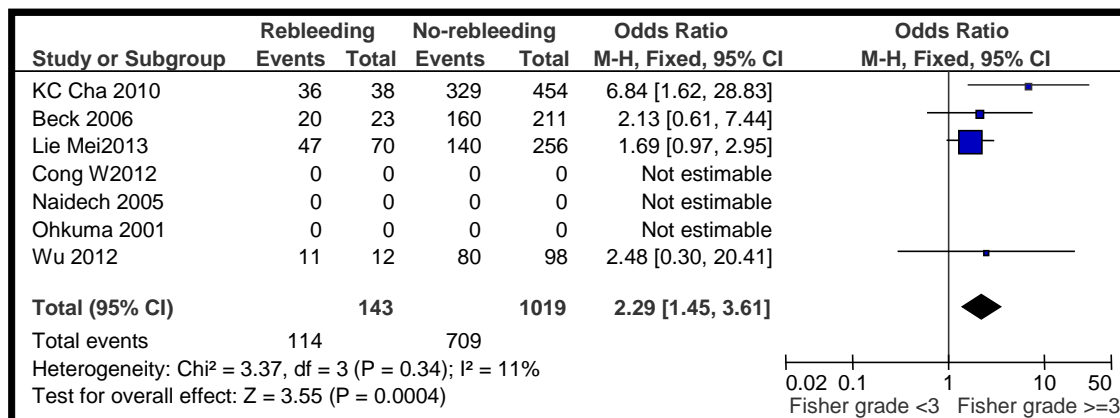 Rebleeding No-rebleeding Odds Ratio Odds Ratio
Study or Subgroup Events Total Events Total M-H, Fixed, 95% CI M-H, Fixed, 95% CI
KC Cha 2010 36 38 329 454 6.84 [1.62, 28.83]
Beck 2006 20 23 160 211 2.13 [0.61, 7.44]
Lie Mei2013 47 70 140 256 1.69 [0.97, 2.95]
Cong W2012 0 0 0 0 Not estimable
Naidech 2005 0 0 0 0 Not estimable
Ohkuma 2001 0 0 0 0 Not estimable
Wu 2012 11 12 80 98 2.48 [0.30, 20.41]
Total (95% CI) 143 1019 2.29 [1.45, 3.61]
Total events 114 709
Heterogeneity: Chi² = 3.37, df = 3 (P = 0.34); I² = 11%
Test for overall effect: Z = 3.55 (P = 0.0004)
0.02 0.1 1 10 50
Fisher grade <3 Fisher grade >=3